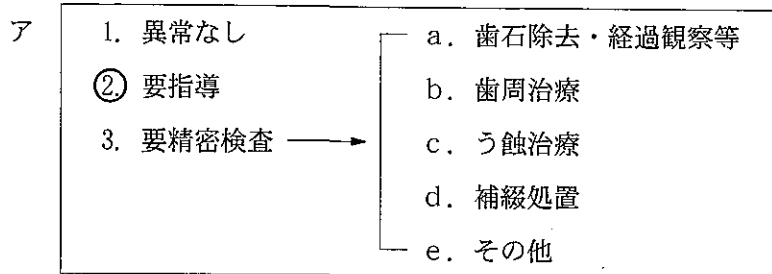 ア
1. 異常なし
② 要指導
3. 要精密検査
a. 歯石除去・経過観察等
b. 歯周治療
c. う蝕治療
d. 補綴処置
e. その他